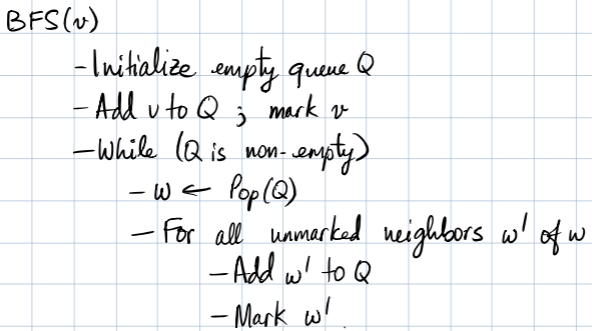 BFS(v)
- Initialize empty queue Q
- Add v to Q ; mark v
- While (Q is non-empty)
- w ← Pop(Q)
- For all unmarked neighbors w' of w
- Add w' to Q
- Mark w'